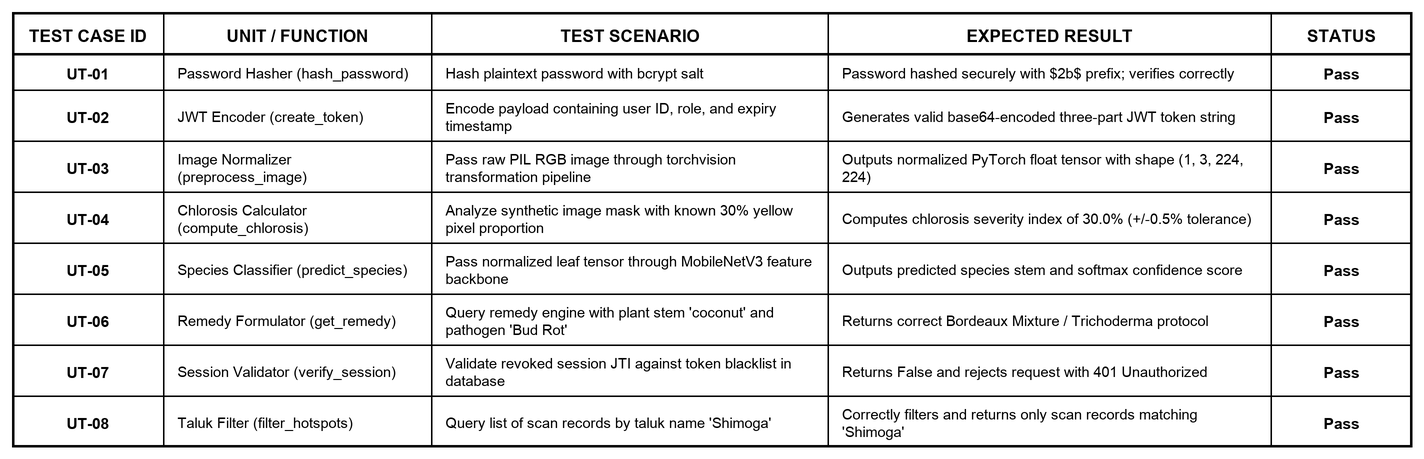 TEST CASE ID UNIT / FUNCTION TEST SCENARIO EXPECTED RESULT STATUS
UT-01 Password Hasher (hash_password) Hash plaintext password with bcrypt salt Password hashed securely with $2b$ prefix; verifies correctly Pass
UT-02 JWT Encoder (create_token) Encode payload containing user ID, role, and expiry
timestamp Generates valid base64-encoded three-part JWT token string Pass
UT-03 Image Normalizer
(preprocess_image) Pass raw PIL RGB image through torchvision
transformation pipeline Outputs normalized PyTorch float tensor with shape (1, 3, 224,
224) Pass
UT-04 Chlorosis Calculator
(compute_chlorosis) Analyze synthetic image mask with known 30% yellow
pixel proportion Computes chlorosis severity index of 30.0% (+/-0.5% tolerance) Pass
UT-05 Species Classifier (predict_species) Pass normalized leaf tensor through MobileNetV3 feature
backbone Outputs predicted species stem and softmax confidence score Pass
UT-06 Remedy Formulator (get_remedy) Query remedy engine with plant stem 'coconut' and
pathogen 'Bud Rot' Returns correct Bordeaux Mixture / Trichoderma protocol Pass
UT-07 Session Validator (verify_session) Validate revoked session JTI against token blacklist in
database Returns False and rejects request with 401 Unauthorized Pass
UT-08 Taluk Filter (filter_hotspots) Query list of scan records by taluk name 'Shimoga' Correctly filters and returns only scan records matching
'Shimoga' Pass